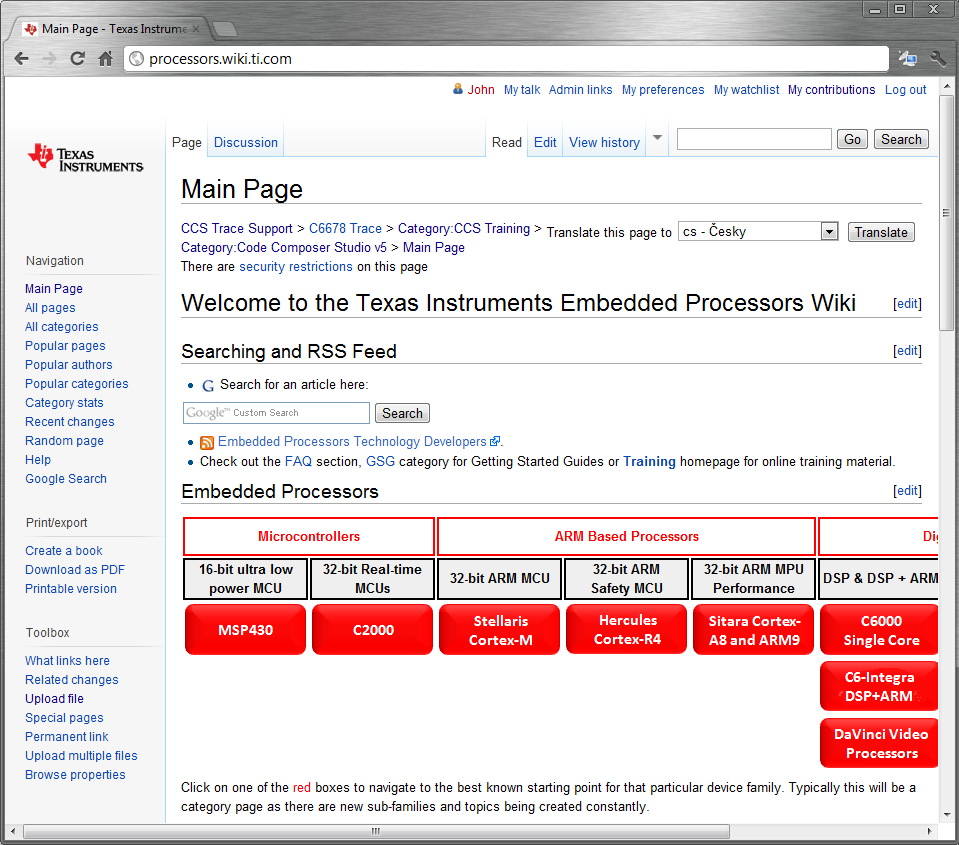 Main Page - Texas Instrume
processors.wiki.ti.com
John My talk Admin links My preferences My watchlist My contributions Log out
TEXAS
INSTRUMENTS
Page Discussion Read Edit View history Go Search
Main Page
CCS Trace Support > C6678 Trace > Category:CCS Training >
Category:Code Composer Studio v5 > Main Page
Translate this page to cs - Česky Translate
There are security restrictions on this page
Welcome to the Texas Instruments Embedded Processors Wiki [edit]
Searching and RSS Feed [edit]
G Search for an article here:
Google™ Custom Search Search
Embedded Processors Technology Developers.
Check out the FAQ section, GSG category for Getting Started Guides or Training homepage for online training material.
Embedded Processors [edit]
Microcontrollers ARM Based Processors
16-bit ultra low
power MCU
32-bit Real-time
MCUs
32-bit ARM MCU
32-bit ARM
Safety MCU
32-bit ARM MPU
Performance
DSP & DSP + ARM
MSP430
C2000
Stellaris
Cortex-M
Hercules
Cortex-R4
Sitara Cortex-
A8 and ARM9
C6000
Single Core
C6-Integra
DSP+ARM
DaVinci Video
Processors
Click on one of the red boxes to navigate to the best known starting point for that particular device family. Typically this will be a
category page as there are new sub-families and topics being created constantly.
Navigation
Main Page
All pages
All categories
Popular pages
Popular authors
Popular categories
Category stats
Recent changes
Random page
Help
Google Search
Print/export
Create a book
Download as PDF
Printable version
Toolbox
What links here
Related changes
Upload file
Special pages
Permanent link
Upload multiple files
Browse properties